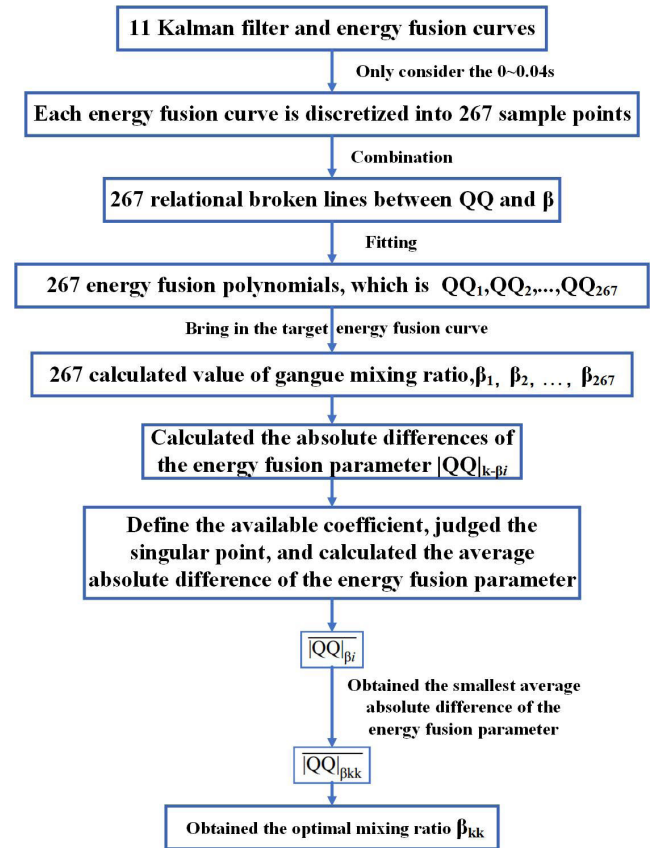 11 Kalman filter and energy fusion curves
Only consider the 0~0.04s
Each energy fusion curve is discretized into 267 sample points
Combination
267 relational broken lines between QQ and β
Fitting
267 energy fusion polynomials, which is QQ₁,QQ₂,...,QQ₂₆₇
Bring in the target energy fusion curve
267 calculated value of gangue mixing ratio,β₁, β₂, ..., β₂₆₇
Calculated the absolute differences of
the energy fusion parameter |QQ|ₖ₋βᵢ
Define the available coefficient, judged the
singular point, and calculated the average
absolute difference of the energy fusion parameter
|QQ|βi
Obtained the smallest average
absolute difference of the
energy fusion parameter
|QQ|βkk
Obtained the optimal mixing ratio βkk